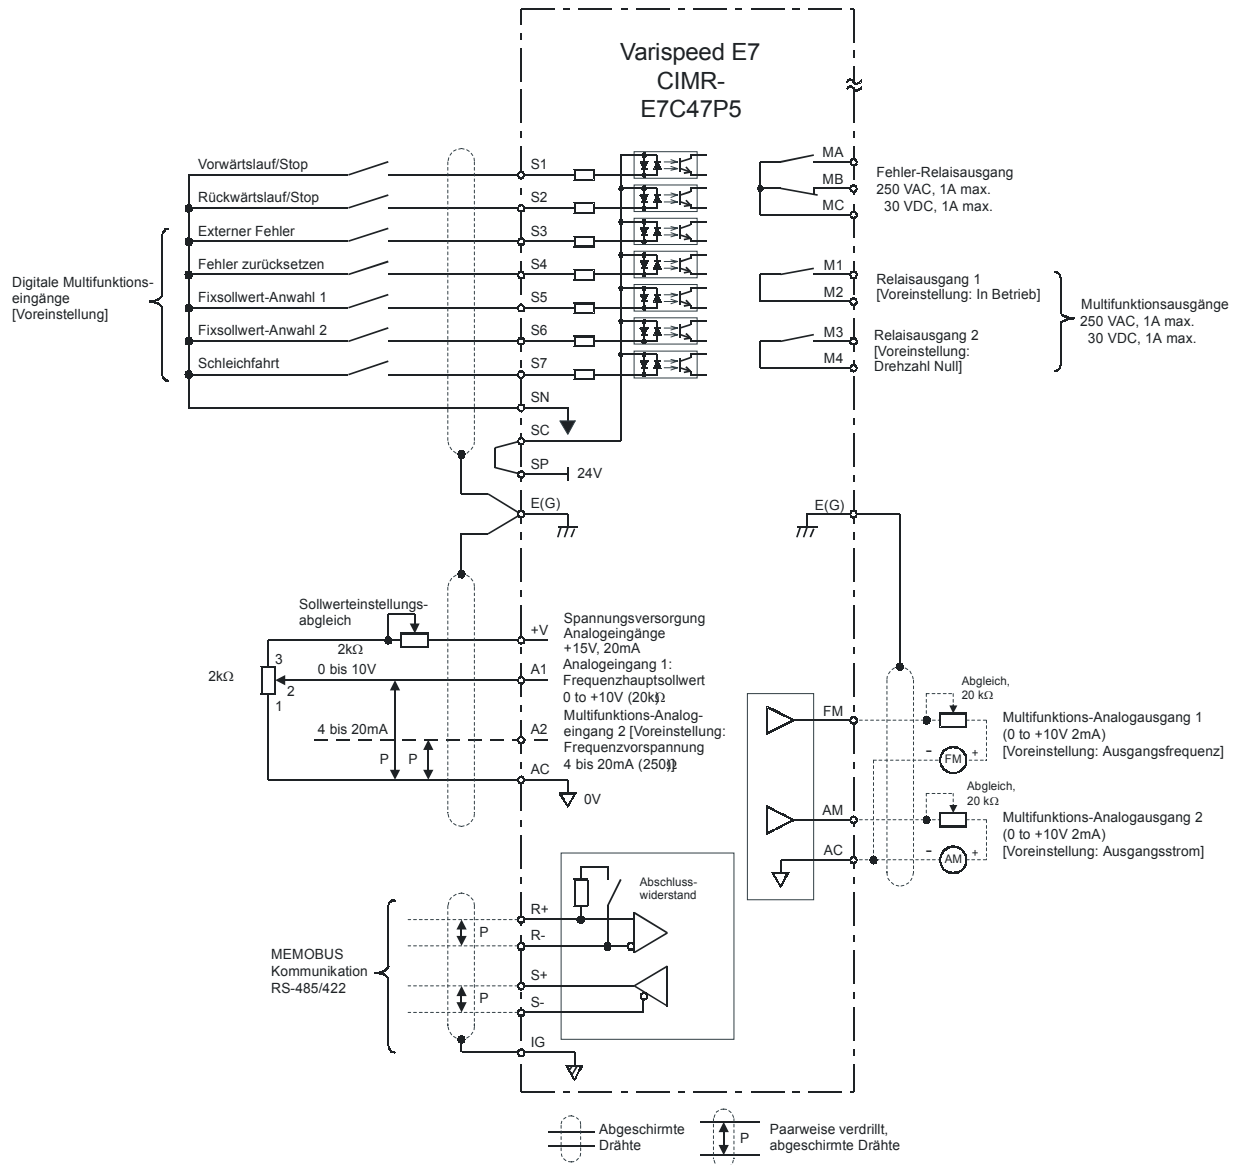 Varispeed E7
CIMR-
E7C47P5
Vorwärtslauf/Stop
S1
Rückwärtslauf/Stop
S2
Externer Fehler
S3
Fehler zurücksetzen
S4
Fixsollwert-Anwahl 1
S5
Fixsollwert-Anwahl 2
S6
Schleichfahrt
S7
SN
SC
SP
24V
E(G)
Digitale Multifunktions-
eingänge
[Voreinstellung]
MA
MB
MC
Fehler-Relaisausgang
250 VAC, 1A max.
30 VDC, 1A max.
M1
M2
Relaisausgang 1
[Voreinstellung: In Betrieb]
M3
M4
Relaisausgang 2
[Voreinstellung:
Drehzahl Null]
Multifunktionsausgänge
250 VAC, 1A max.
30 VDC, 1A max.
E(G)
Sollwerteinstellungs-
abgleich
2kΩ
2kΩ
3
2
1
0 bis 10V
4 bis 20mA
P
P
+V
A1
A2
AC
0V
Spannungsversorgung
Analogeingänge
+15V, 20mA
Analogeingang 1:
Frequenzhauptsollwert
0 to +10V (20kΩ)
Multifunktions-Analog-
eingang 2 [Voreinstellung:
Frequenzvorspannung
4 bis 20mA (250Ω)]
FM
AM
AC
Abgleich,
20 kΩ
- FM +
Multifunktions-Analogausgang 1
(0 to +10V 2mA)
[Voreinstellung: Ausgangsfrequenz]
Abgleich,
20 kΩ
- AM +
Multifunktions-Analogausgang 2
(0 to +10V 2mA)
[Voreinstellung: Ausgangsstrom]
MEMOBUS
Kommunikation
RS-485/422
P
P
R+
R-
S+
S-
IG
Abschluss-
widerstand
Abgeschirmte
Drähte
P
Paarweise verdrillt,
abgeschirmte Drähte